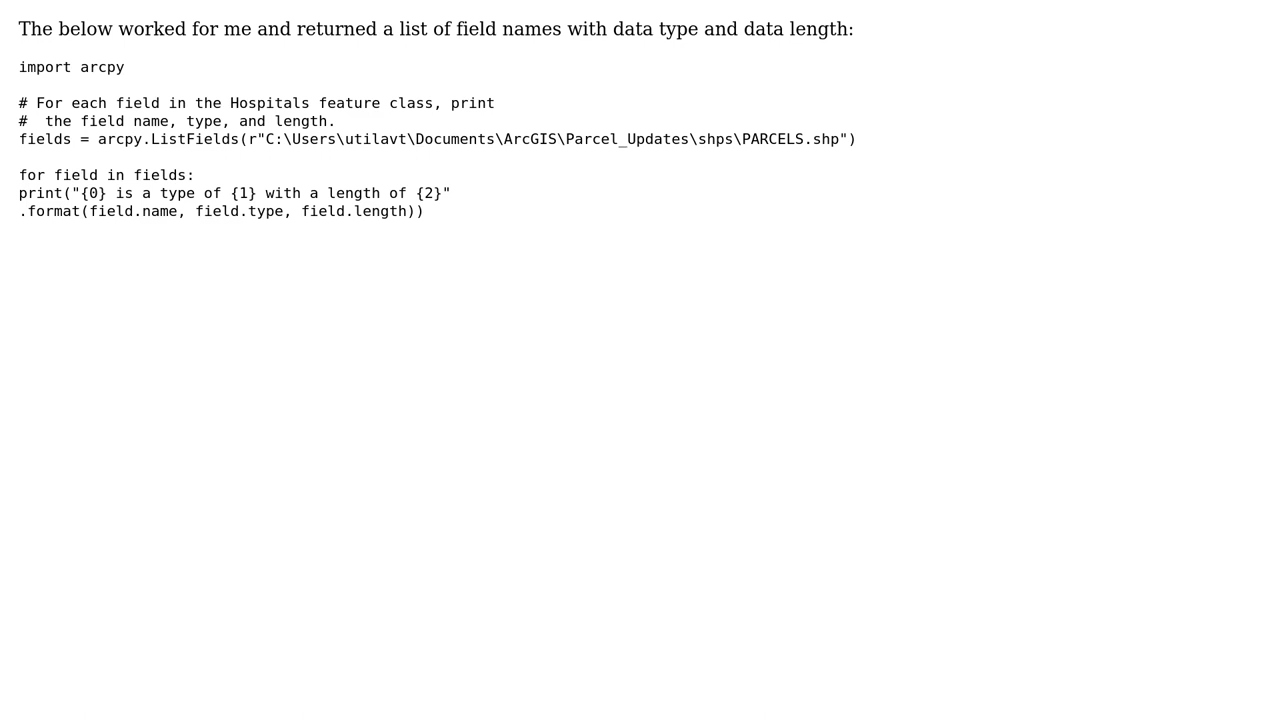 The below worked for me and returned a list of field names with data type and data length:
import arcpy
# For each field in the Hospitals feature class, print
#  the field name, type, and length.
fields = arcpy.ListFields(r"C:\Users\utilavt\Documents\ArcGIS\Parcel_Updates\shps\PARCELS.shp")
for field in fields:
print("{0} is a type of {1} with a length of {2}"
.format(field.name, field.type, field.length))